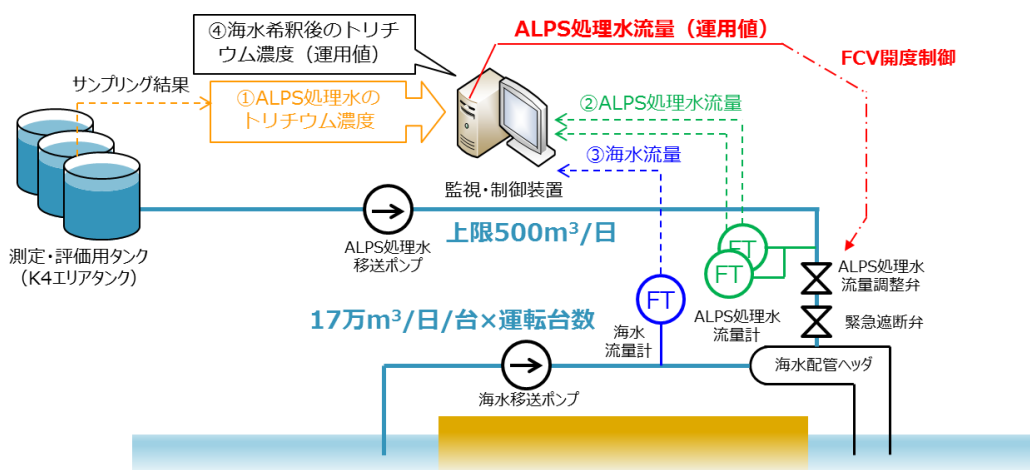 ④海水希釈後のトリチ
ウム濃度（運用値）
ALPS処理水流量（運用値）
FCV開度制御
サンプリング結果
①ALPS処理水の
トリチウム濃度
②ALPS処理水流量
③海水流量
監視・制御装置
上限500m³/日
ALPS処理水
移送ポンプ
測定・評価用タンク
（K4エリアタンク）
FT
FT
FT
ALPS処理水
流量調整弁
ALPS処理水
流量計
海水
流量計
緊急遮断弁
17万m³/日/台×運転台数
海水配管ヘッダ
海水移送ポンプ